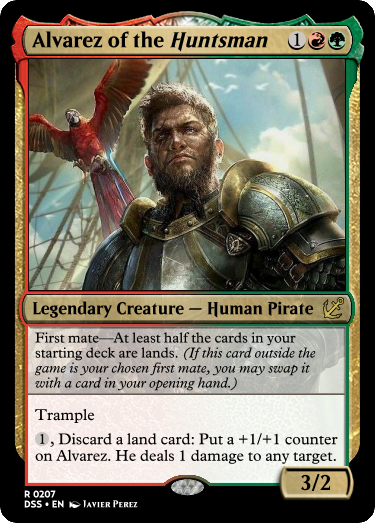 Alvarez of the Huntsman 1
Legendary Creature — Human Pirate
First mate—At least half the cards in your
starting deck are lands. (If this card outside the
game is your chosen first mate, you may swap it
with a card in your opening hand.)
Trample
1, Discard a land card: Put a +1/+1 counter
on Alvarez. He deals 1 damage to any target.
3/2
R 0207
DSS • EN Javier Perez